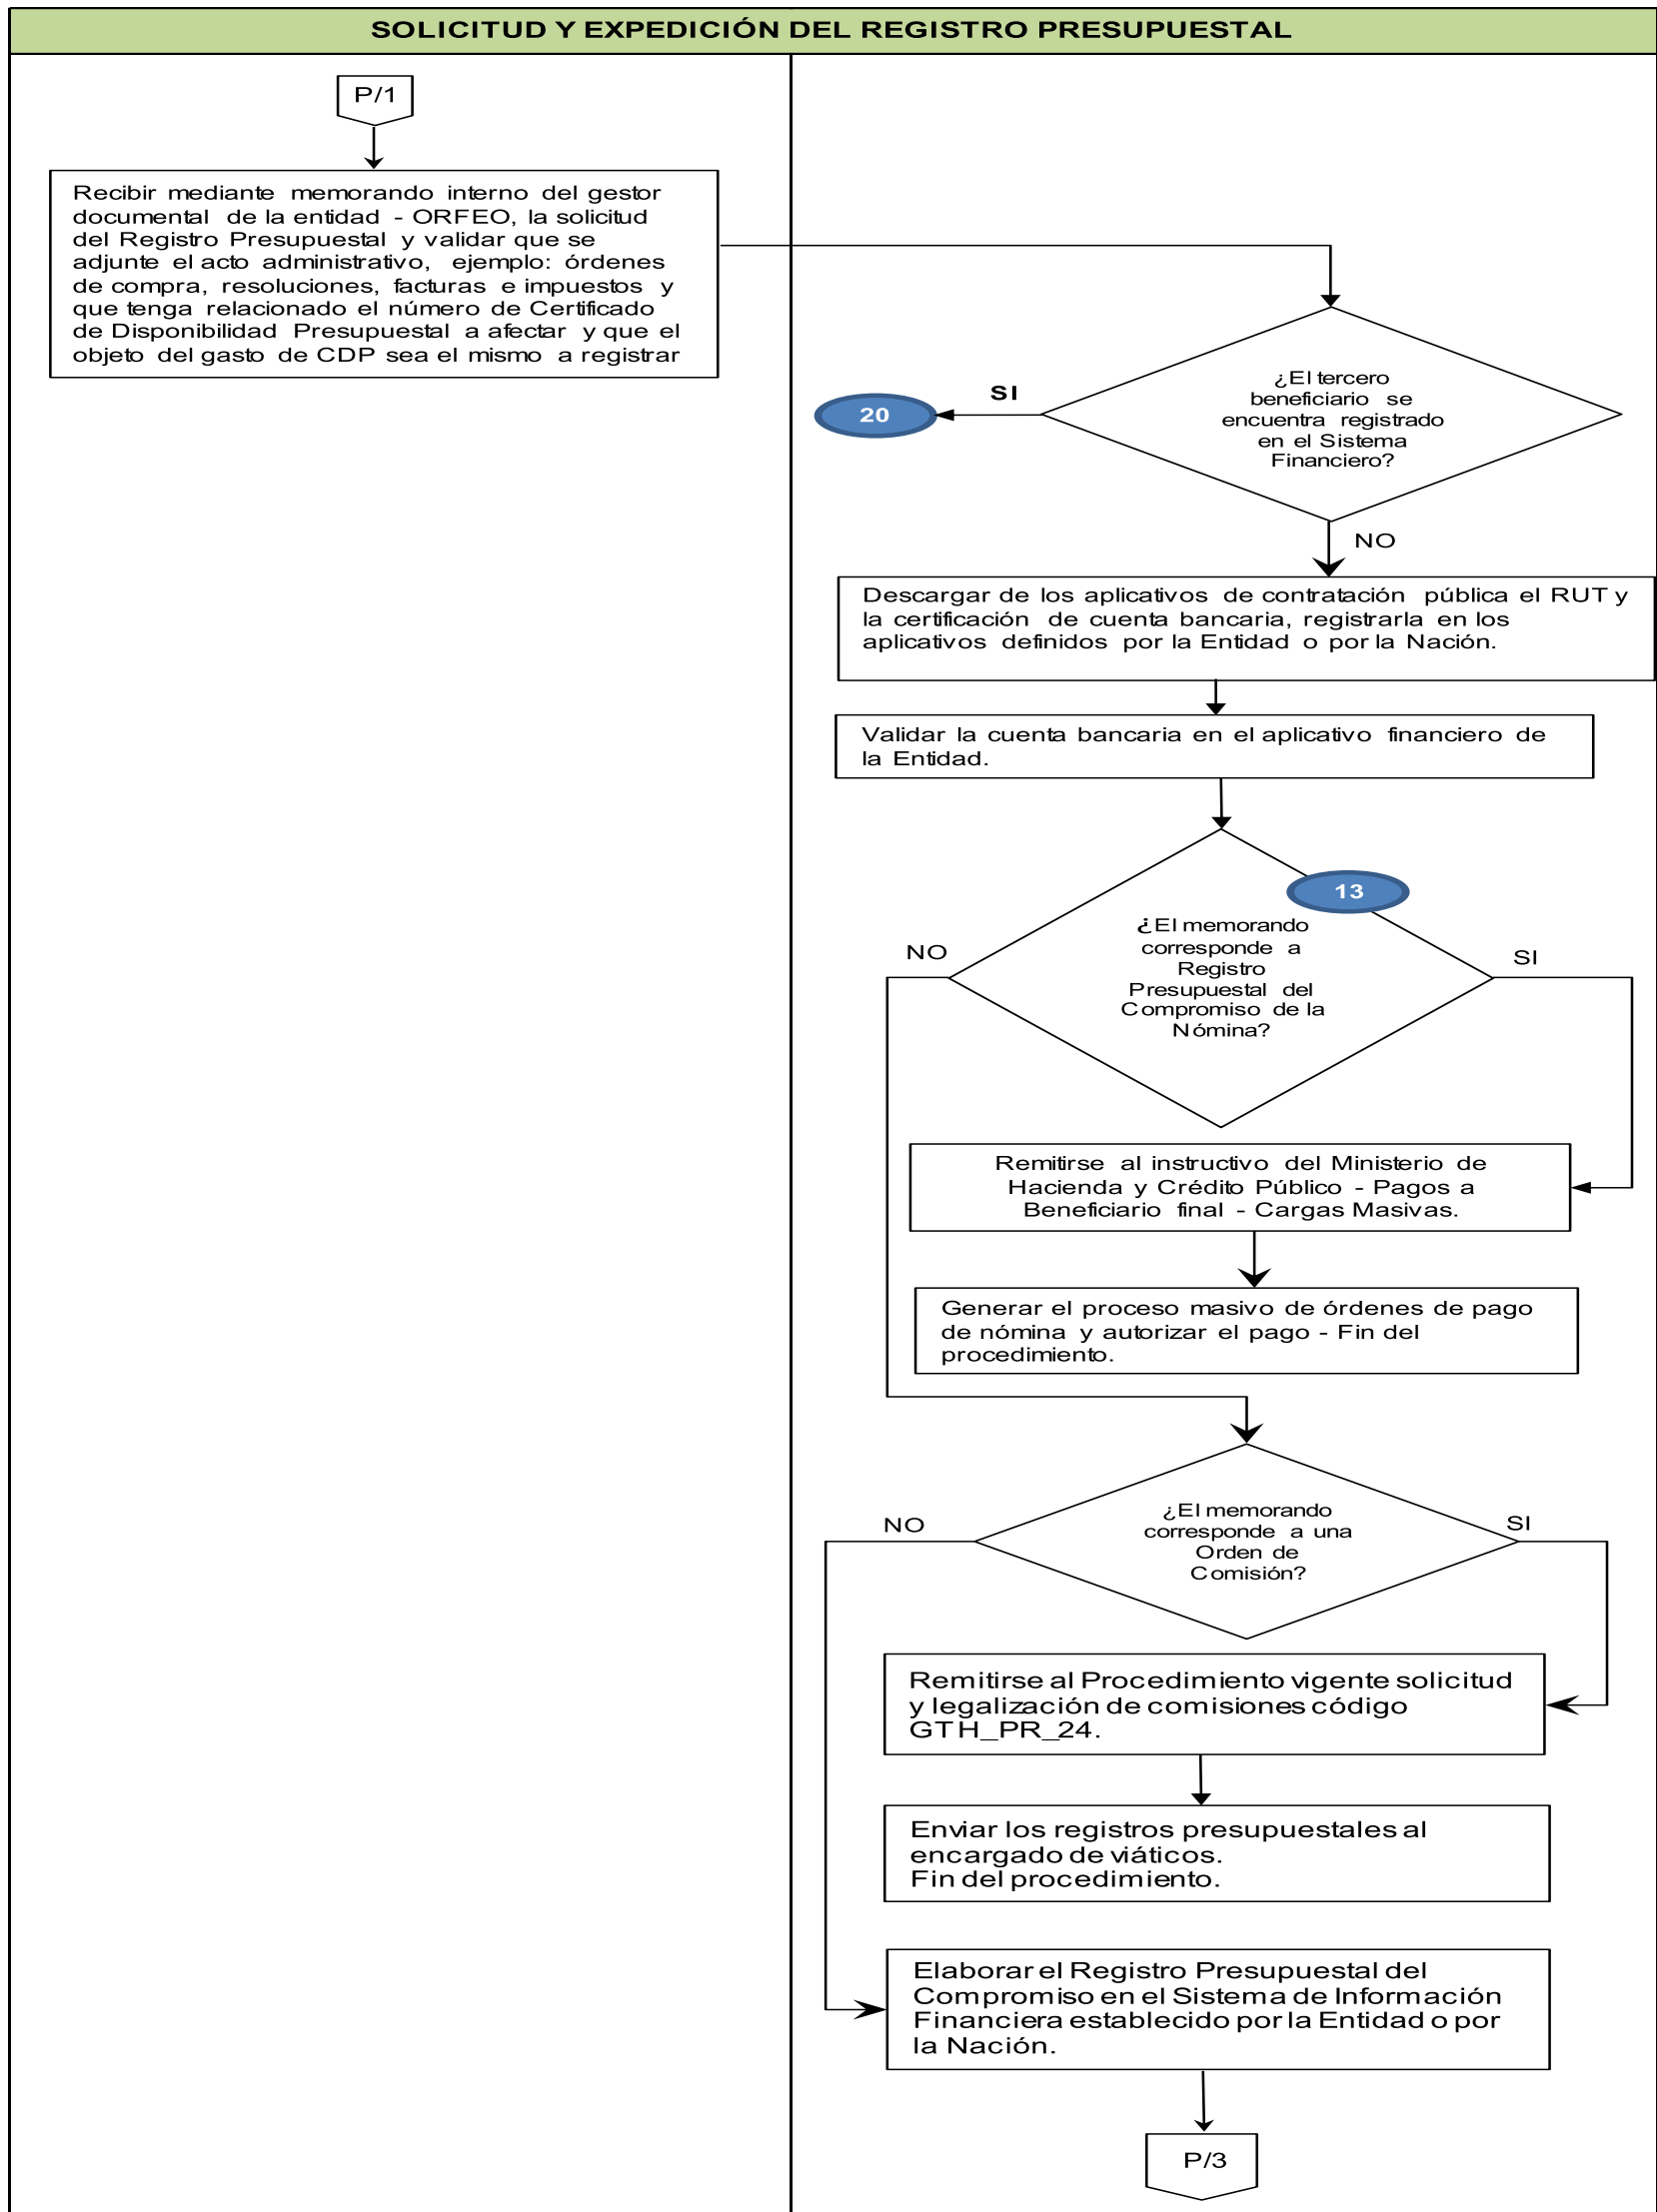 SOLICITUD Y EXPEDICIÓN DEL REGISTRO PRESUPUESTAL
P/1
Recibir mediante memorando interno del gestor
documental de la entidad - ORFEO, la solicitud
del Registro Presupuestal y validar que se
adjunte el acto administrativo, ejemplo: órdenes
de compra, resoluciones, facturas e impuestos y
que tenga relacionado el número de Certificado
de Disponibilidad Presupuestal a afectar y que el
objeto del gasto de CDP sea el mismo a registrar
¿El tercero
beneficiario se
encuentra registrado
en el Sistema
Financiero?
SI
20
NO
Descargar de los aplicativos de contratación pública el RUT y
la certificación de cuenta bancaria, registrarla en los
aplicativos definidos por la Entidad o por la Nación.
Validar la cuenta bancaria en el aplicativo financiero de
la Entidad.
13
¿El memorando
corresponde a
Registro
Presupuestal del
Compromiso de la
Nómina?
NO
SI
Remitirse al instructivo del Ministerio de
Hacienda y Crédito Público - Pagos a
Beneficiario final - Cargas Masivas.
Generar el proceso masivo de órdenes de pago
de nómina y autorizar el pago - Fin del
procedimiento.
¿El memorando
corresponde a una
Orden de
Comisión?
NO
SI
Remitirse al Procedimiento vigente solicitud
y legalización de comisiones código
GTH_PR_24.
Enviar los registros presupuestales al
encargado de viáticos.
Fin del procedimiento.
Elaborar el Registro Presupuestal del
Compromiso en el Sistema de Información
Financiera establecido por la Entidad o por
la Nación.
P/3